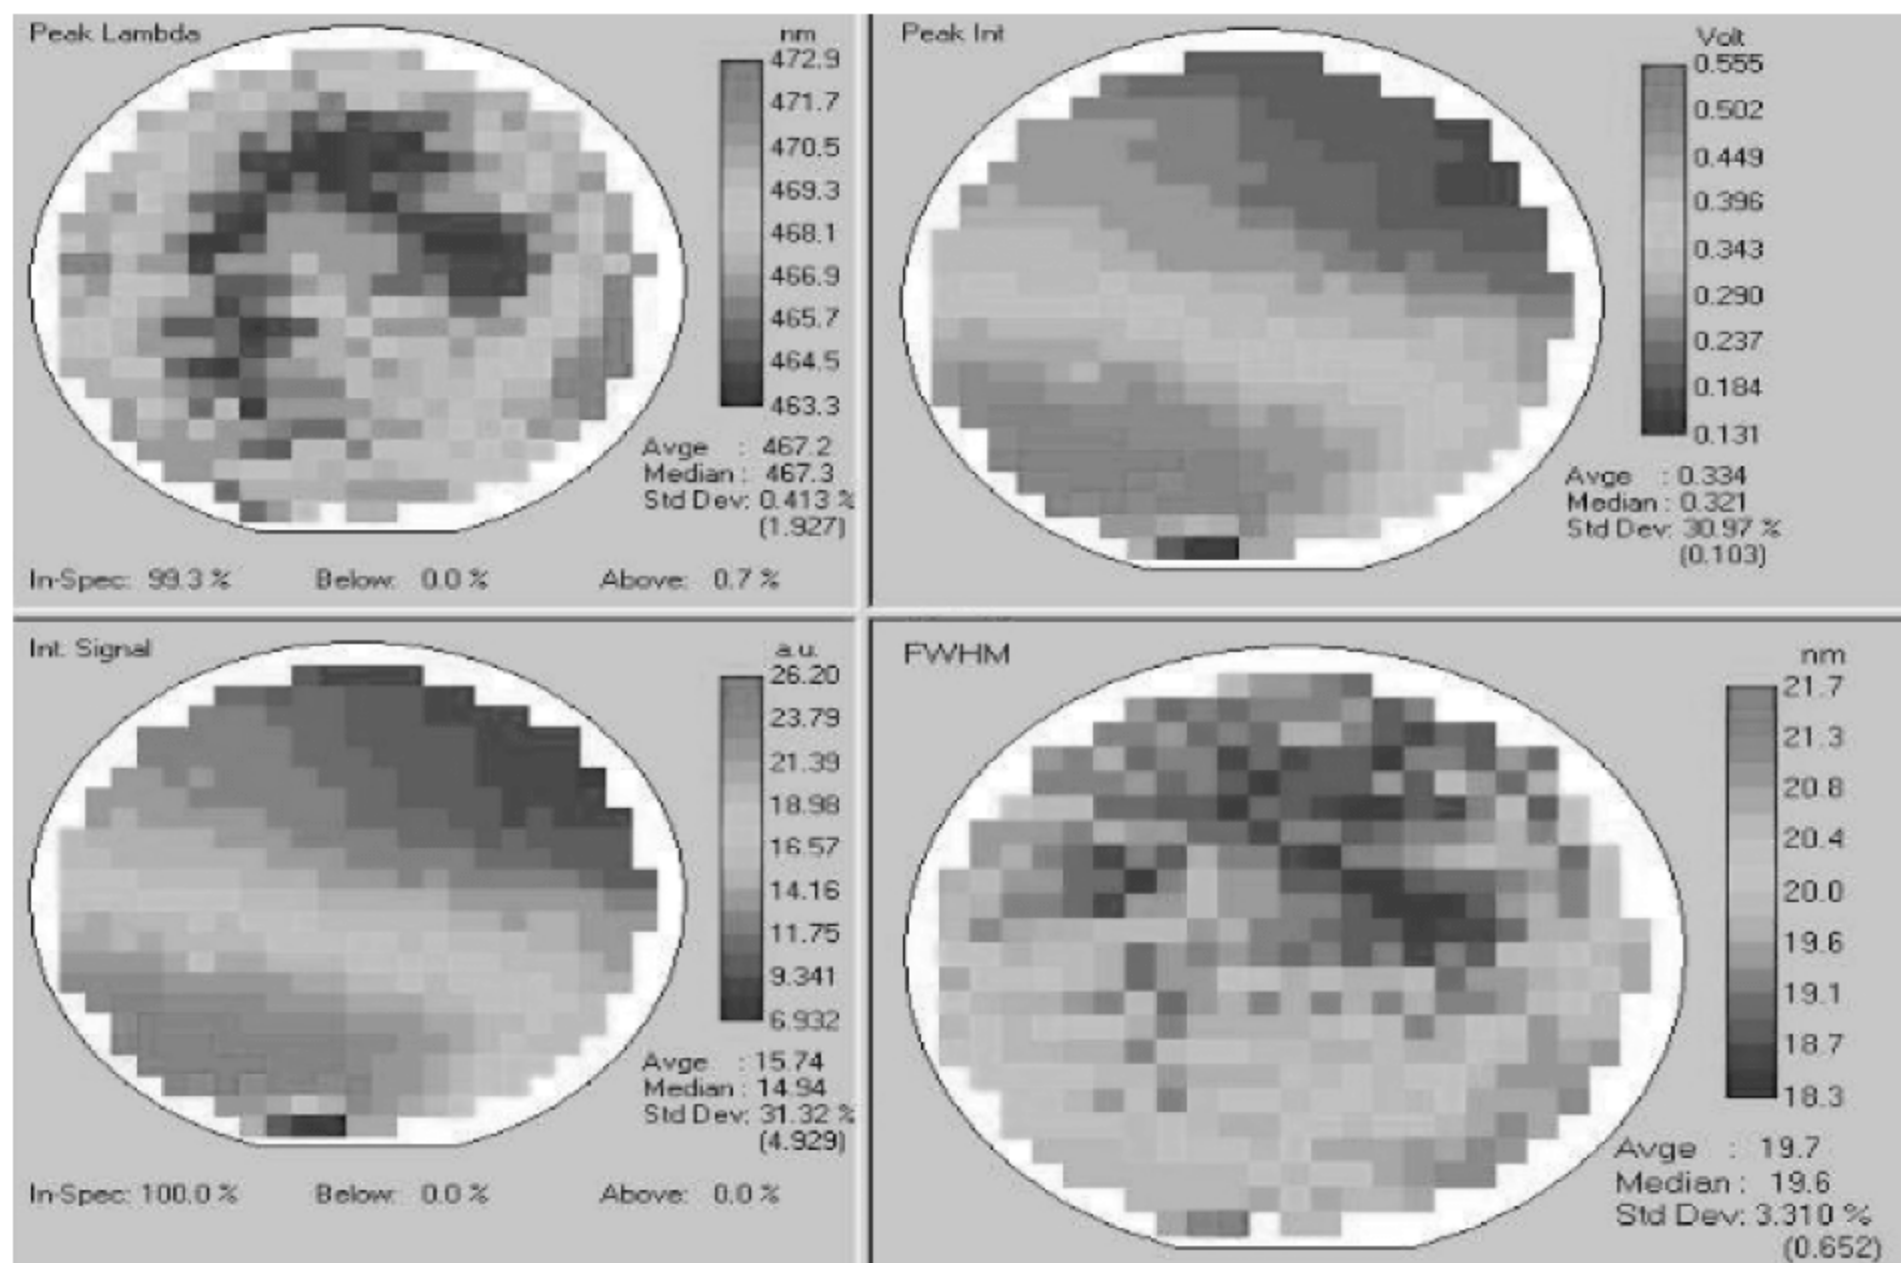 Peak Lambda
nm
472.9
471.7
470.5
469.3
468.1
466.9
465.7
464.5
463.3
Avge : 467.2
Median : 467.3
Std Dev: 0.413 %
(1.927)
In-Spec: 99.3 % Below: 0.0 % Above: 0.7 %
Peak Int
Volt
0.555
0.502
0.449
0.396
0.343
0.290
0.237
0.184
0.131
Avge : 0.334
Median : 0.321
Std Dev: 30.97 %
(0.103)
Int. Signal
a.u.
26.20
23.79
21.39
18.98
16.57
14.16
11.75
9.341
6.932
Avge : 15.74
Median : 14.94
Std Dev: 31.32 %
(4.929)
In-Spec: 100.0 % Below: 0.0 % Above: 0.0 %
FWHM
nm
21.7
21.3
20.8
20.4
20.0
19.6
19.1
18.7
18.3
Avge : 19.7
Median : 19.6
Std Dev: 3.310 %
(0.652)